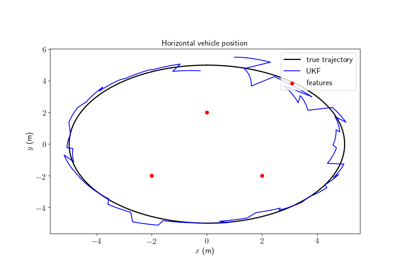 Horizontal vehicle position
true trajectory
UKF
features
y (m)
6
4
2
0
−2
−4
−4
−2
0
2
4
x (m)